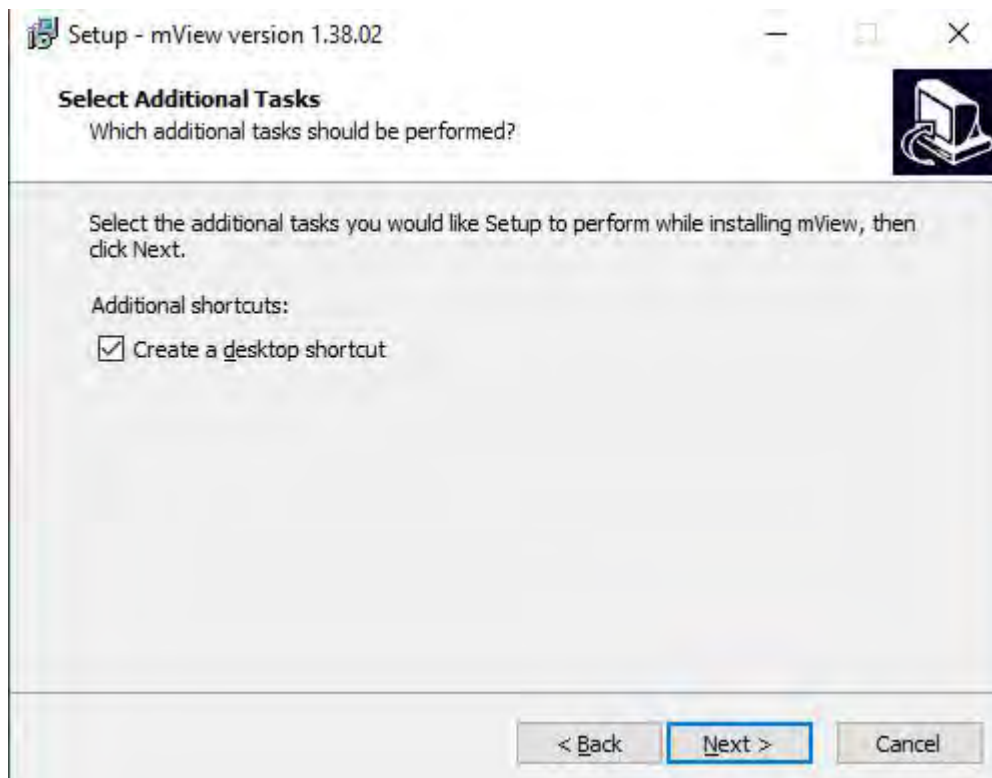 Setup - mView version 1.38.02
Select Additional Tasks
Which additional tasks should be performed?
Select the additional tasks you would like Setup to perform while installing mView, then
click Next.
Additional shortcuts:
Create a desktop shortcut
< Back
Next >
Cancel